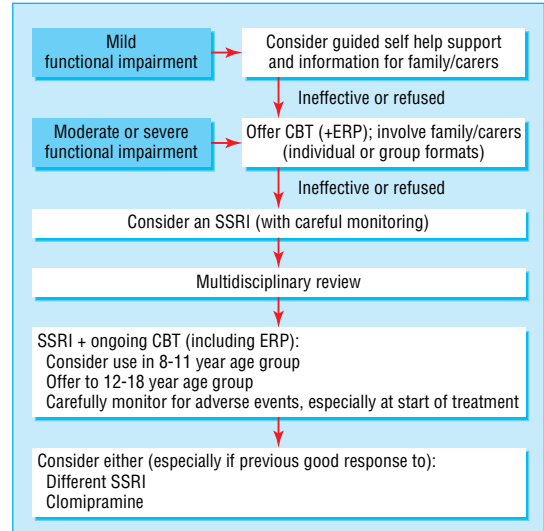 Mild
functional impairment
Consider guided self help support
and information for family/carers
Ineffective or refused
Moderate or severe
functional impairment
Offer CBT (+ERP); involve family/carers
(individual or group formats)
Ineffective or refused
Consider an SSRI (with careful monitoring)
Multidisciplinary review
SSRI + ongoing CBT (including ERP):
Consider use in 8-11 year age group
Offer to 12-18 year age group
Carefully monitor for adverse events, especially at start of treatment
Consider either (especially if previous good response to):
Different SSRI
Clomipramine